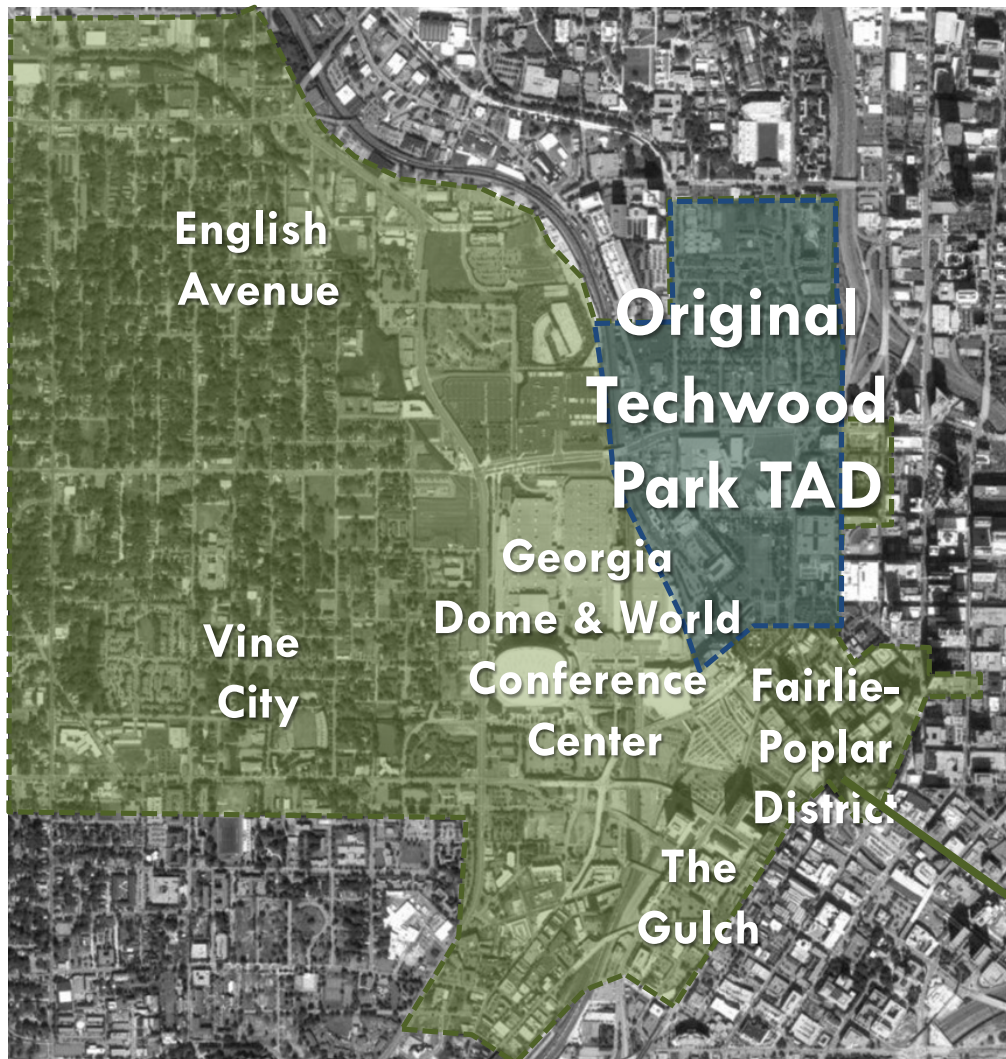 English
Avenue
Original
Techwood
Park TAD
Georgia
Dome & World
Conference
Center
Vine
City
Fairlie-
Poplar
District
The
Gulch